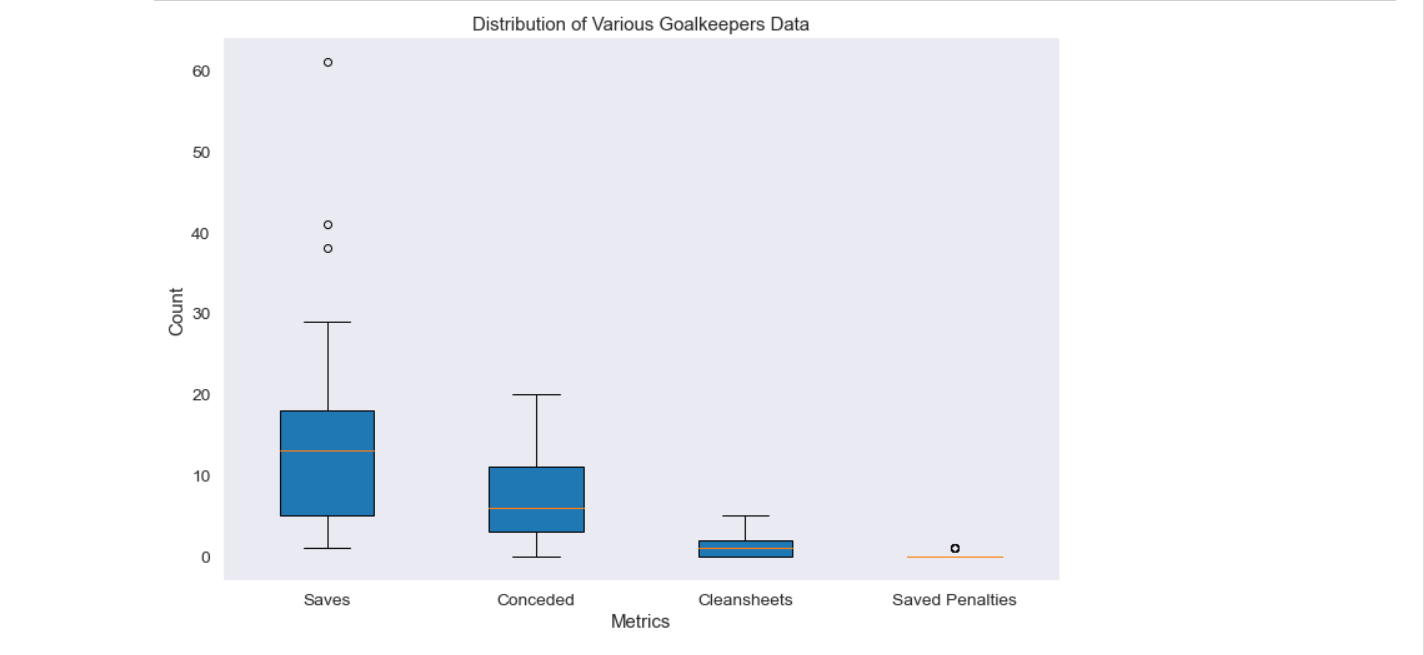 Distribution of Various Goalkeepers Data
60
50
40
30
20
10
0
Count
Saves
Conceded
Cleansheets
Saved Penalties
Metrics